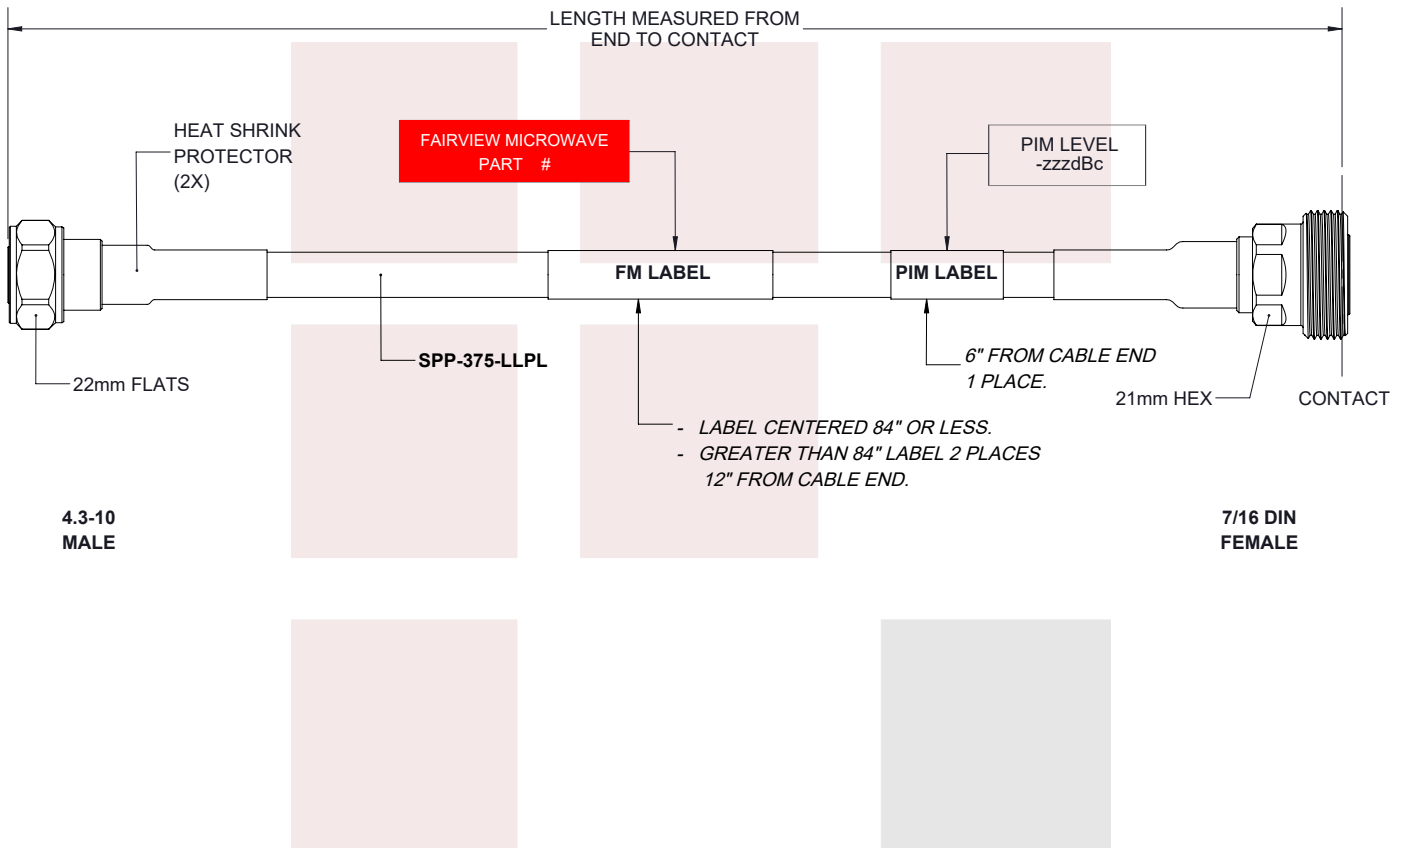 LENGTH MEASURED FROM
END TO CONTACT
HEAT SHRINK
PROTECTOR
(2X)
FAIRVIEW MICROWAVE
PART #
PIM LEVEL
-zzzdBc
FM LABEL
PIM LABEL
SPP-375-LLPL
22mm FLATS
6" FROM CABLE END
1 PLACE.
21mm HEX
CONTACT
- LABEL CENTERED 84" OR LESS.
- GREATER THAN 84" LABEL 2 PLACES
12" FROM CABLE END.
4.3-10
MALE
7/16 DIN
FEMALE